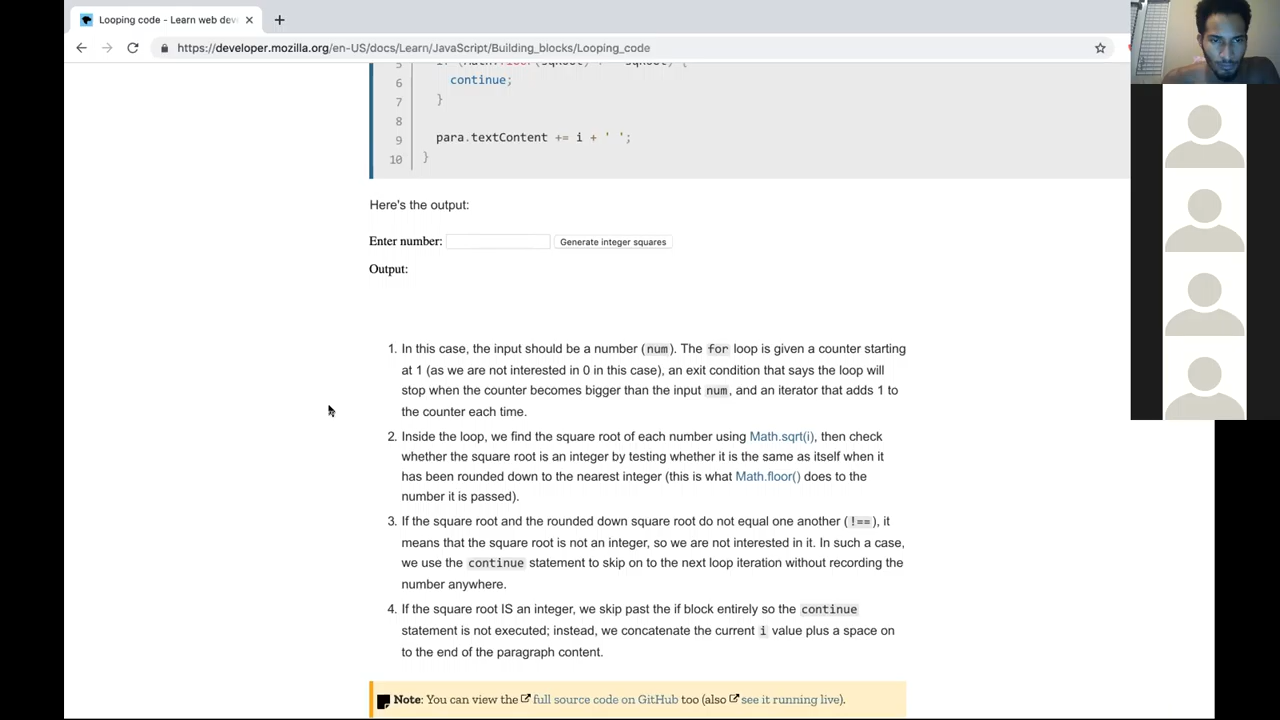 Looping code - Learn web dev
https://developer.mozilla.org/en-US/docs/Learn/JavaScript/Building_blocks/Looping_code
6 continue;
7 }
8
9 para.textContent += i + ' ';
10 }
Here's the output:
Enter number: Generate integer squares
Output:
1. In this case, the input should be a number (num). The for loop is given a counter starting
at 1 (as we are not interested in 0 in this case), an exit condition that says the loop will
stop when the counter becomes bigger than the input num, and an iterator that adds 1 to
the counter each time.
2. Inside the loop, we find the square root of each number using Math.sqrt(i), then check
whether the square root is an integer by testing whether it is the same as itself when it
has been rounded down to the nearest integer (this is what Math.floor() does to the
number it is passed).
3. If the square root and the rounded down square root do not equal one another (!==), it
means that the square root is not an integer, so we are not interested in it. In such a case,
we use the continue statement to skip on to the next loop iteration without recording the
number anywhere.
4. If the square root IS an integer, we skip past the if block entirely so the continue
statement is not executed; instead, we concatenate the current i value plus a space on
to the end of the paragraph content.
Note: You can view the full source code on GitHub too (also see it running live).